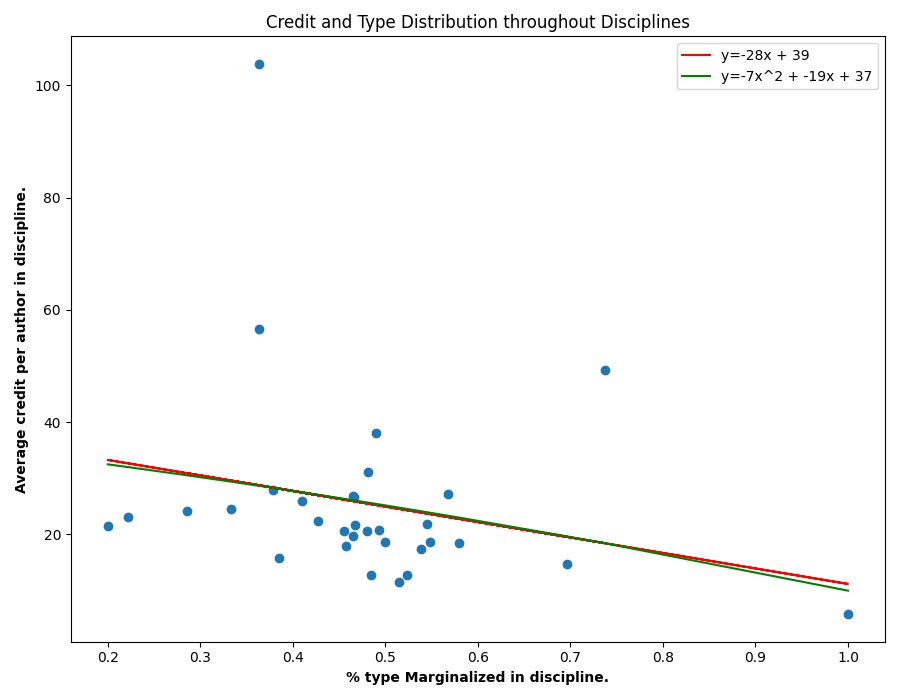 Credit and Type Distribution throughout Disciplines
y=-28x + 39
y=-7x^2 + -19x + 37
Average credit per author in discipline.
100
80
60
40
20
0.2 0.3 0.4 0.5 0.6 0.7 0.8 0.9 1.0
% type Marginalized in discipline.